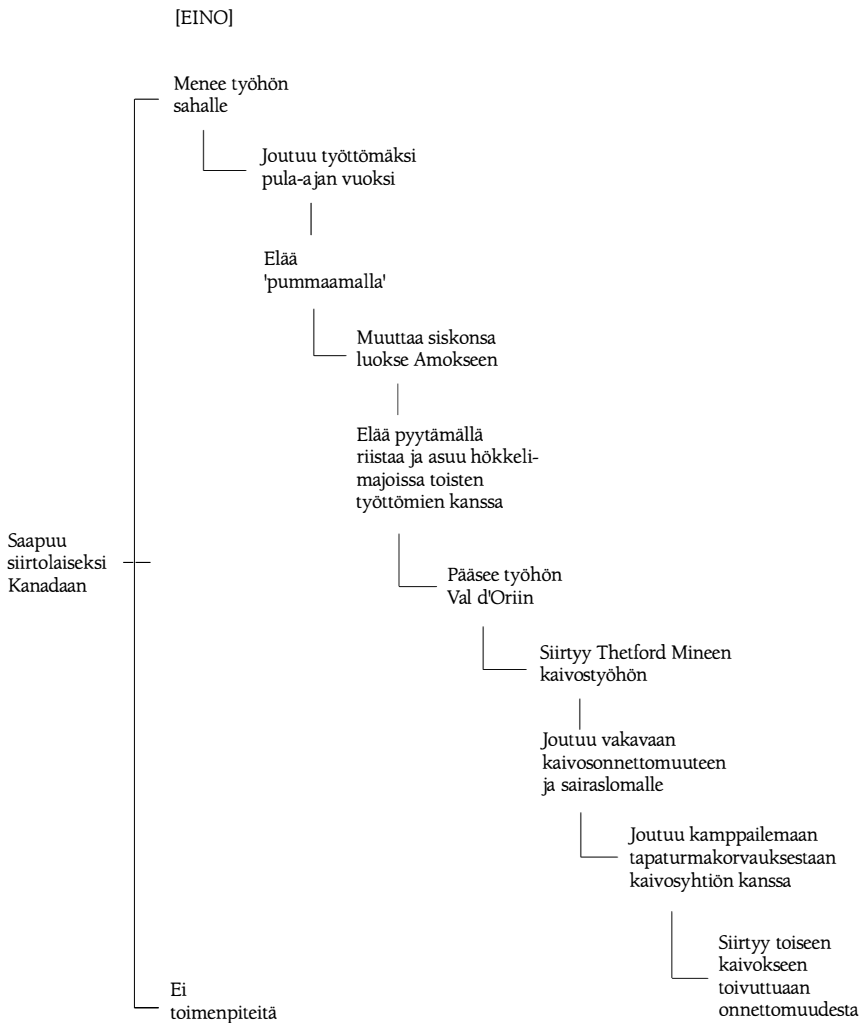 [EINO]
Menee työhön
sahalle
Joutuu työttömäksi
pula-ajan vuoksi
Elää
'pummaamalla'
Muuttaa siskonsa
luokse Amokseen
Elää pyytämällä
riistaa ja asuu hökkeli-
majoissa toisten
työttömien kanssa
Saapuu
siirtolaiseksi
Kanadaan
Pääsee työhön
Val d'Oriin
Siirtyy Thetford Mineen
kaivostyöhön
Joutuu vakavaan
kaivosonnettomuuteen
ja sairaslomalle
Joutuu kamppailemaan
tapaturmakorvauksestaan
kaivosyhtiön kanssa
Siirtyy toiseen
kaivokseen
toivuttuaan
onnettomuudesta
Ei
toimenpiteitä